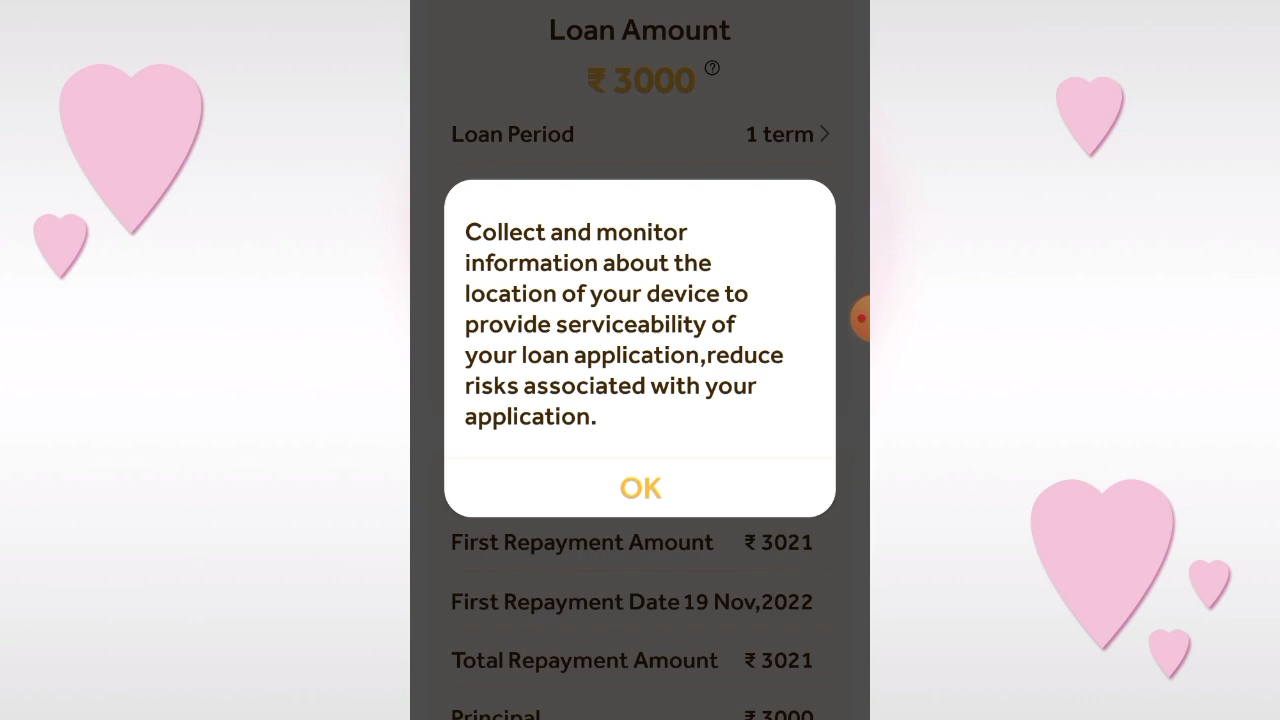 Loan Amount
₹ 3000 ?
Loan Period 1 term >
Collect and monitor
information about the
location of your device to
provide serviceability of
your loan application,reduce
risks associated with your
application.
OK
First Repayment Amount ₹ 3021
First Repayment Date 19 Nov,2022
Total Repayment Amount ₹ 3021
Principal ₹ 3000